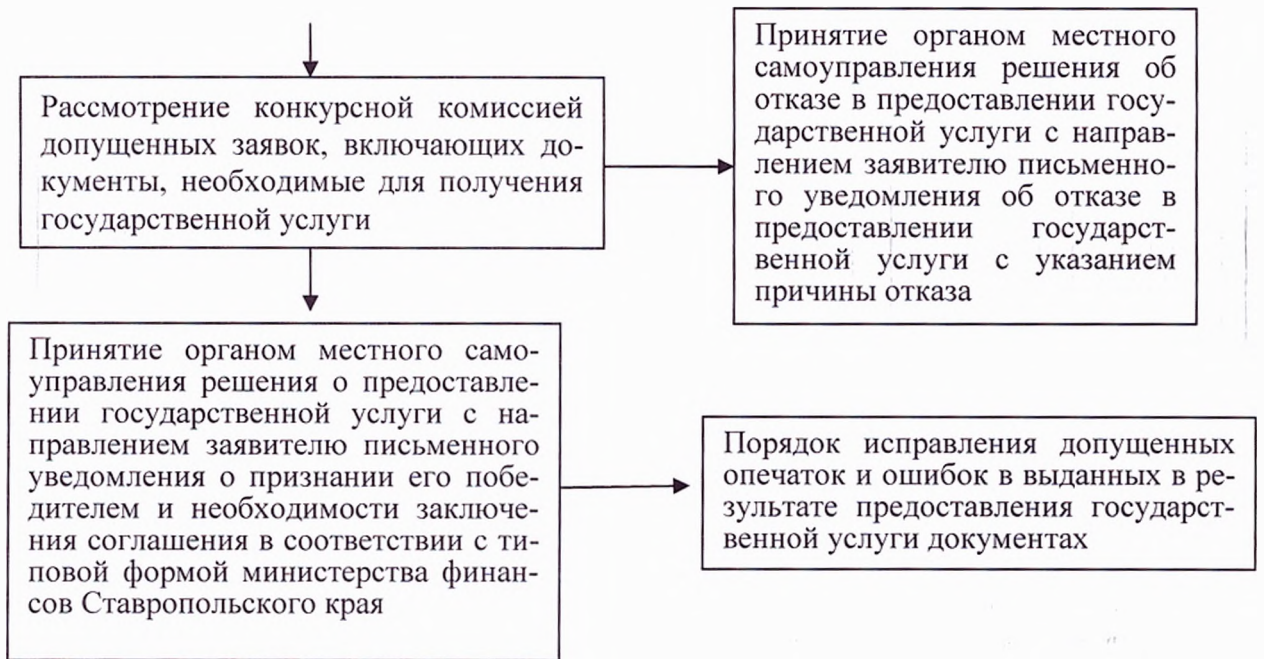 Рассмотрение конкурсной комиссией
допущенных заявок, включающих до-
кументы, необходимые для получения
государственной услуги
Принятие органом местного
самоуправления решения об
отказе в предоставлении госу-
дарственной услуги с направ-
лением заявителю письменно-
го уведомления об отказе в
предоставлении государст-
венной услуги с указанием
причины отказа
Принятие органом местного само-
управления решения о предоставле-
нии государственной услуги с на-
правлением заявителю письменного
уведомления о признании его побе-
дителем и необходимости заключе-
ния соглашения в соответствии с ти-
повой формой министерства финан-
сов Ставропольского края
Порядок исправления допущенных
опечаток и ошибок в выданных в ре-
зультате предоставления государст-
венной услуги документах